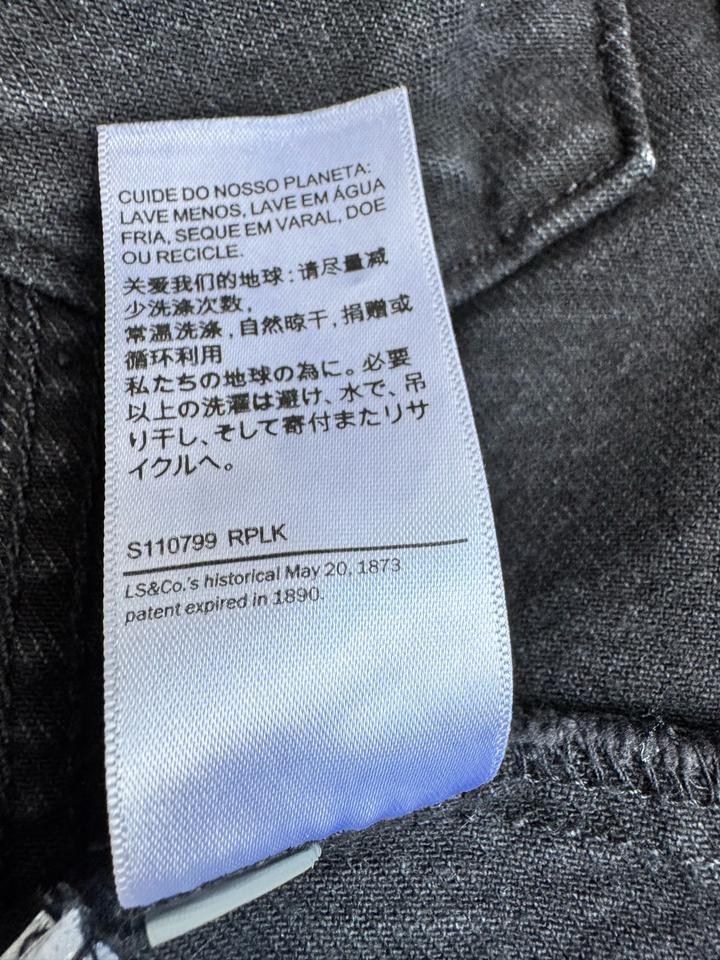 CUIDE DO NOSSO PLANETA:
LAVE MENOS, LAVE EM ÁGUA
FRIA, SEQUE EM VARAL, DOE
OU RECICLE.
关爱我们的地球：请尽量减
少洗涤次数，
常温洗涤，自然晾干，捐赠或
循环利用
私たちの地球の為に。必要
以上の洗濯は避け、水で、吊
り干し、そして寄付またリサ
イクルへ。
S110799 RPLK
LS&Co.'s historical May 20, 1873
patent expired in 1890.